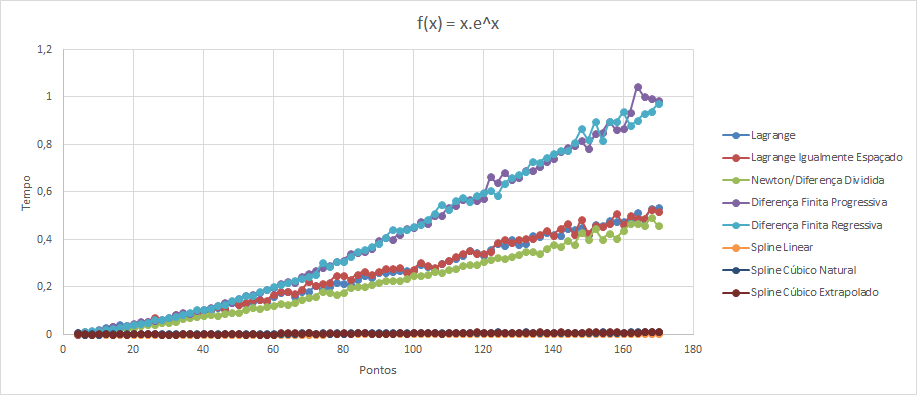 f(x) = x.e^x
1,2
1
0,8
0,6
0,4
0,2
0
Tempo
0 20 40 60 80 100 120 140 160 180
Pontos
Lagrange
Lagrange Igualmente Espaçado
Newton/Diferença Dividida
Diferença Finita Progressiva
Diferença Finita Regressiva
Spline Linear
Spline Cúbico Natural
Spline Cúbico Extrapolado